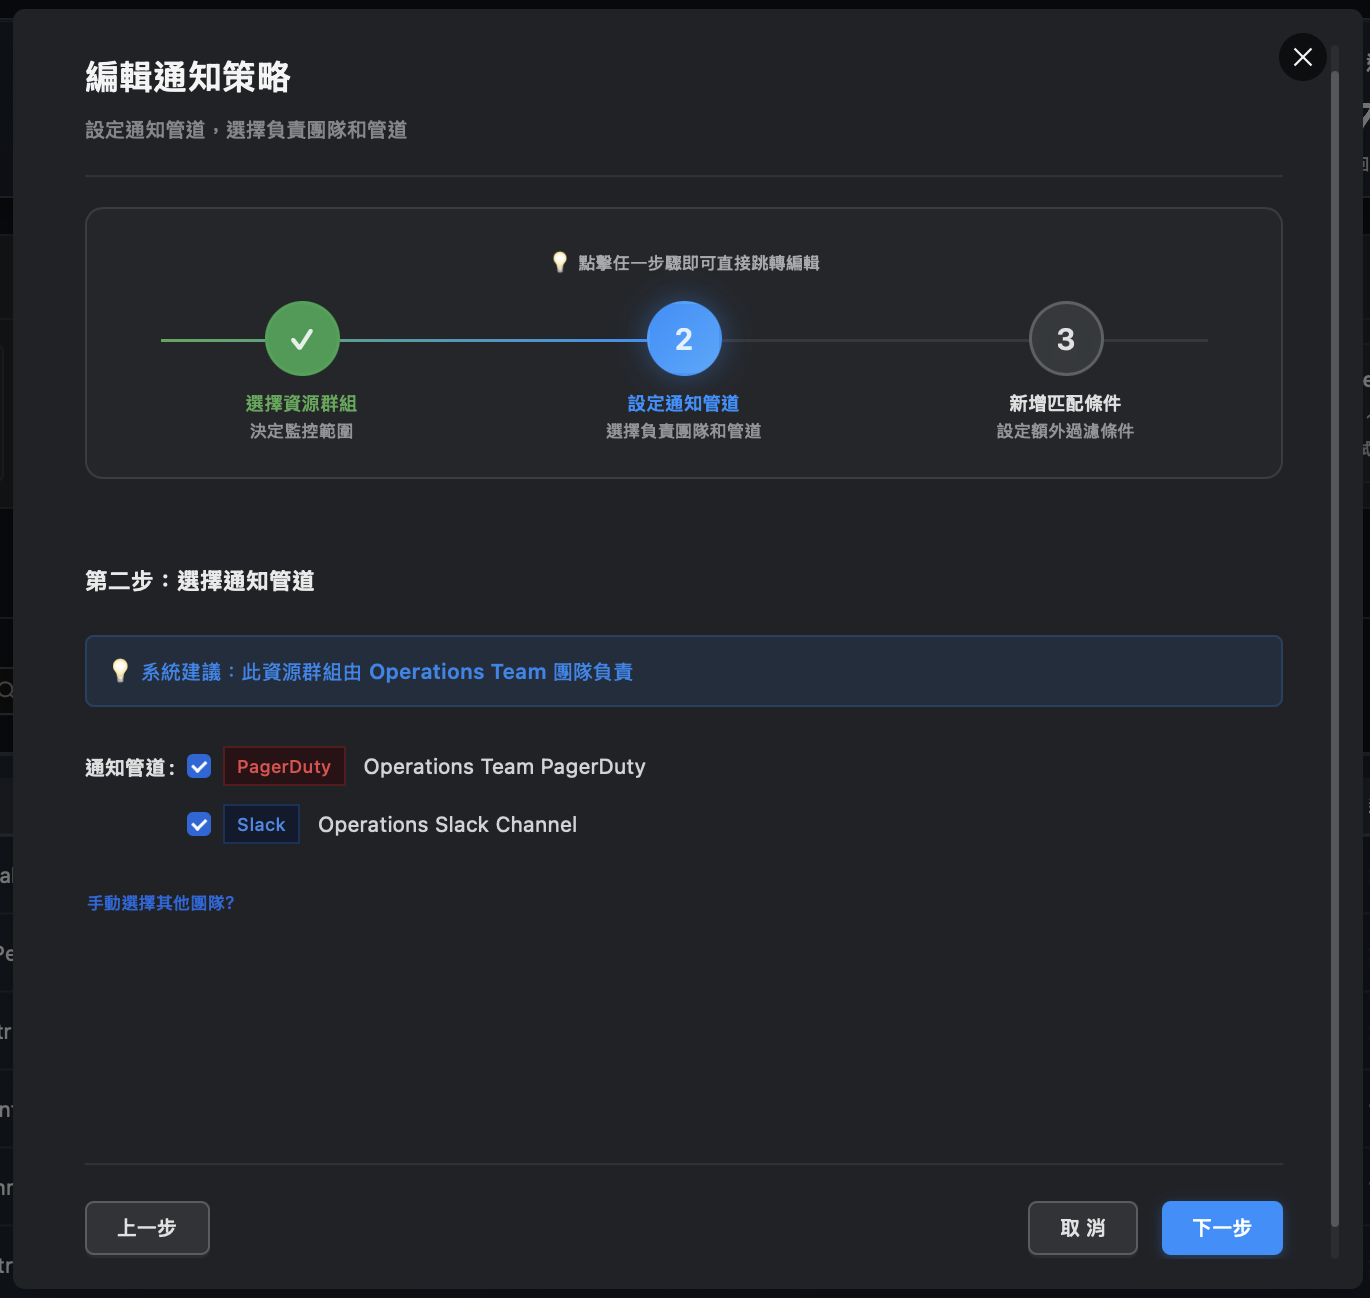 編輯通知策略
設定通知管道，選擇負責團隊和管道
💡 點擊任一步驟即可直接跳轉編輯
2
3
選擇資源群組
決定監控範圍
設定通知管道
選擇負責團隊和管道
新增匹配條件
設定額外過濾條件
第二步：選擇通知管道
💡 系統建議：此資源群組由 Operations Team 團隊負責
通知管道: PagerDuty Operations Team PagerDuty
Slack Operations Slack Channel
手動選擇其他團隊?
上一步
取 消
下一步